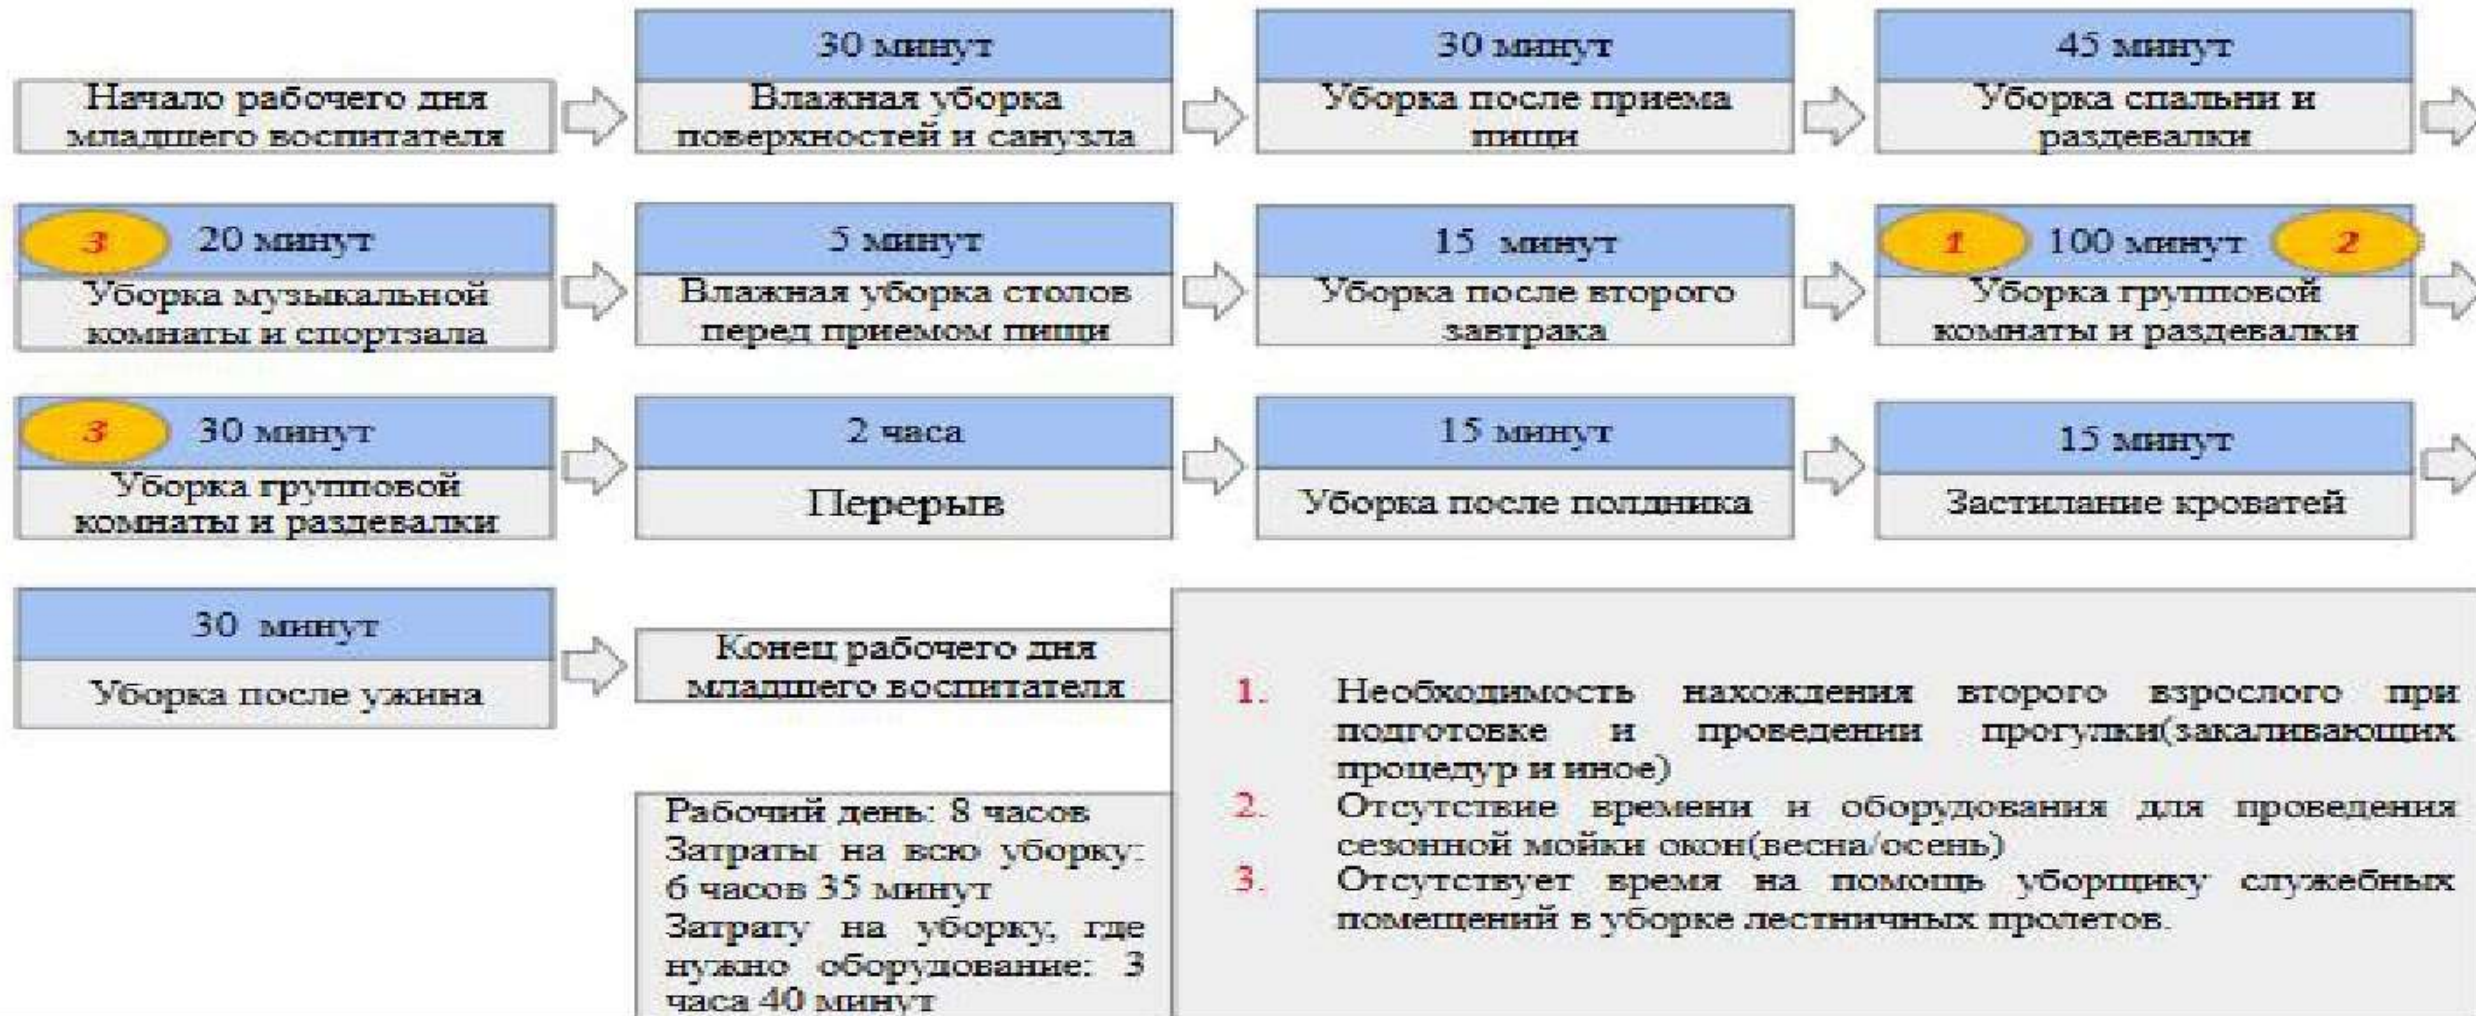 Начало рабочего дня
младшего воспитателя
30 минут
Влажная уборка
поверхностей и санузла
30 минут
Уборка после приема
пищи
45 минут
Уборка спальни и
раздевалки
3 20 минут
Уборка музыкальной
комнаты и спортзала
5 минут
Влажная уборка столов
перед приемом пищи
15 минут
Уборка после второго
завтрака
1 100 минут 2
Уборка групповой
комнаты и раздевалки
3 30 минут
Уборка групповой
комнаты и раздевалки
2 часа
Перерыв
15 минут
Уборка после полдника
15 минут
Застилание кроватей
30 минут
Уборка после ужина
Конец рабочего дня
младшего воспитателя
Рабочий день: 8 часов
Затраты на всю уборку:
6 часов 35 минут
Затрату на уборку, где
нужно оборудование: 3
часа 40 минут
1. Необходимость нахождения второго взрослого при
подготовке и проведении прогулки(закаливающих
процедур и иное)
2. Отсутствие времени и оборудования для проведения
сезонной мойки окон(весна/осень)
3. Отсутствует время на помощь уборщику служебных
помещений в уборке лестничных пролетов.